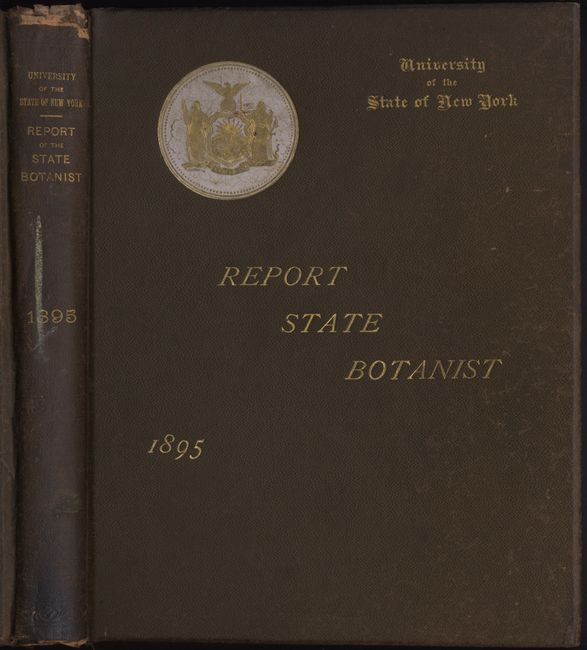 UNIVERSITY
OF THE
STATE OF NEW YORK
REPORT
OF THE
STATE
BOTANIST
1895
University
of the
State of New York
REPORT
STATE
BOTANIST
1895